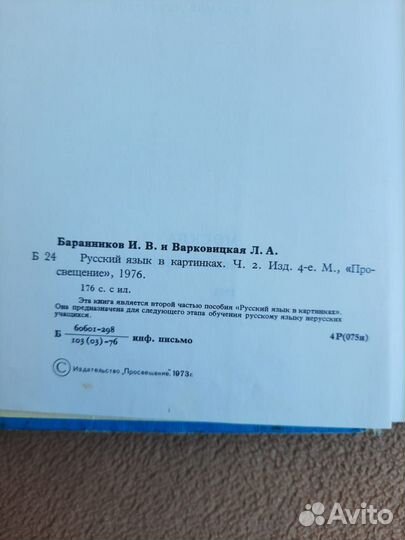 Баранников И. В. и Варковицкая Л. А.
Б 24 Русский язык в картинках. Ч. 2. Изд. 4-е. М., «Про-
свещение», 1976.
176 с. с ил.
Эта книга является второй частью пособия «Русский язык в картинках».
Она предназначена для следующего этапа обучения русскому языку нерусских
учащихся.
60601-298
Б инф. письмо 4Р(075н)
103 (03)-76
© Издательство „Просвещение", 1973 г.
Avito